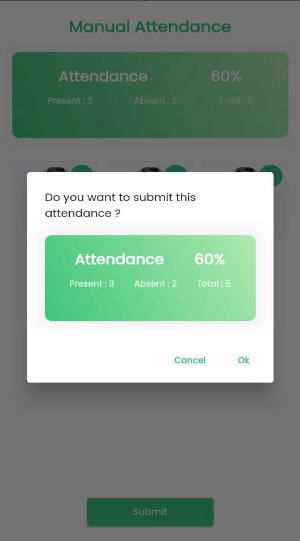 Manual Attendance
Attendance 60%
Present : 3 Absent : 2 Total : 5
Do you want to submit this
attendance ?
Attendance 60%
Present : 3 Absent : 2 Total : 5
Cancel Ok
Submit